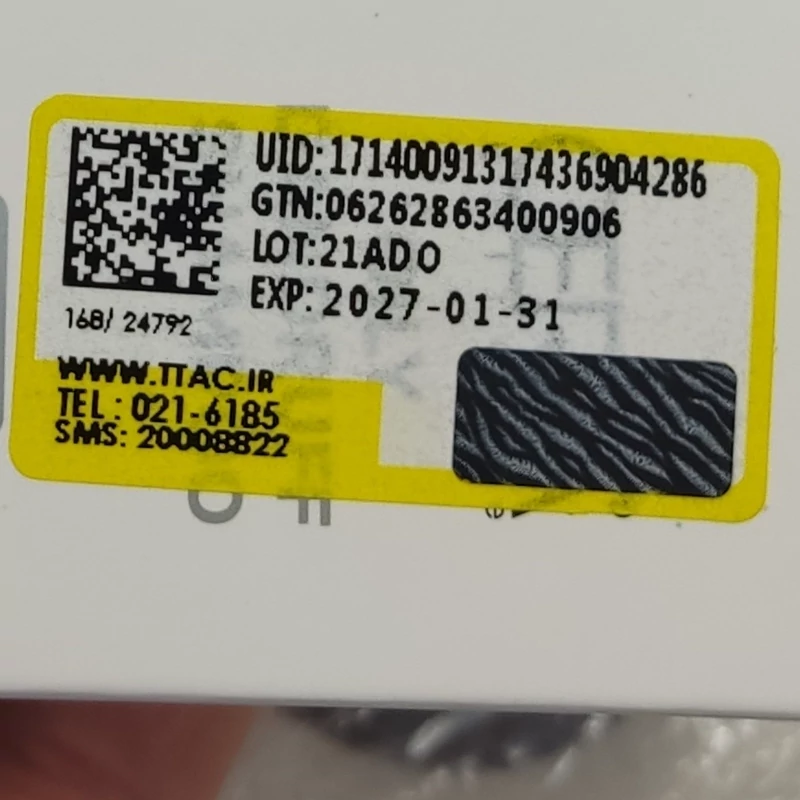 UID:17140091317436904286
GTN:06262863400906
LOT:21ADO
EXP: 2027-01-31
168/ 24792
WWW.TTAC.IR
TEL : 021-6185
SMS: 20008822